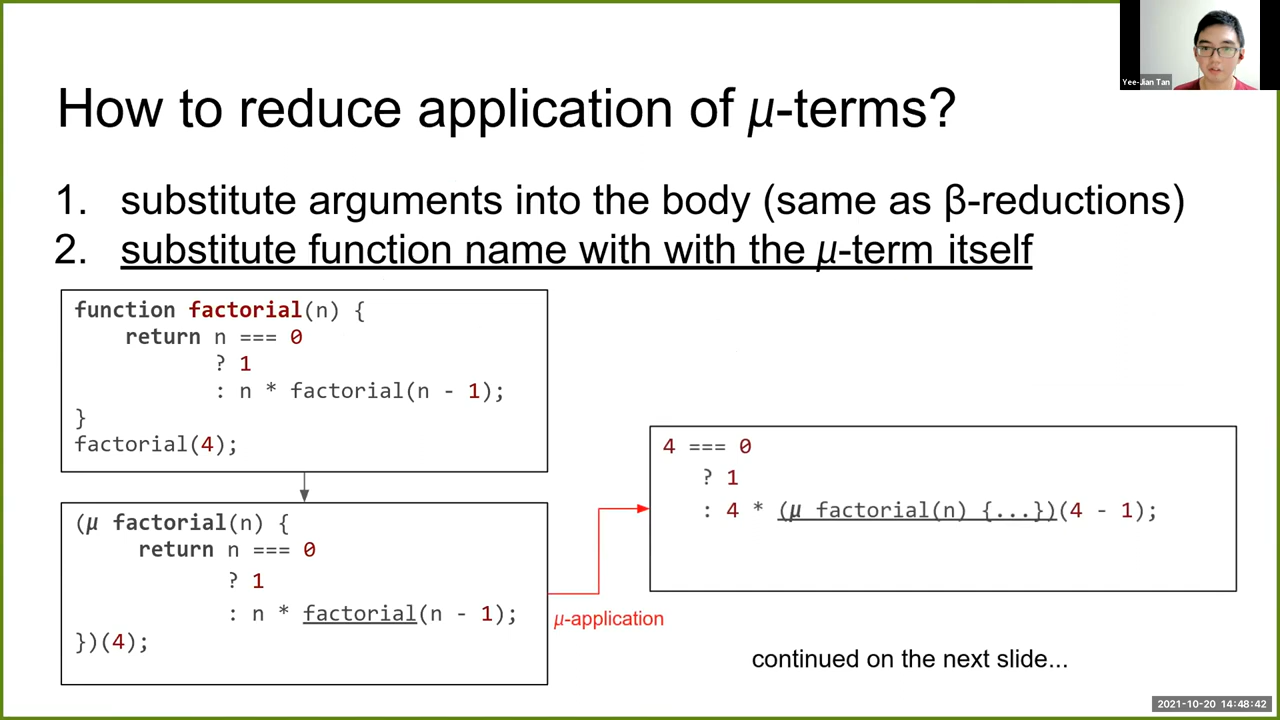 Yee-Jian Tan
How to reduce application of μ-terms?
1. substitute arguments into the body (same as β-reductions)
2. substitute function name with with the μ-term itself
function factorial(n) {
return n === 0
? 1
: n * factorial(n - 1);
}
factorial(4);
(μ factorial(n) {
return n === 0
? 1
: n * factorial(n - 1);
})(4);
μ-application
4 === 0
? 1
: 4 * (μ factorial(n) {...})(4 - 1);
continued on the next slide...
2021-10-20 14:48:42